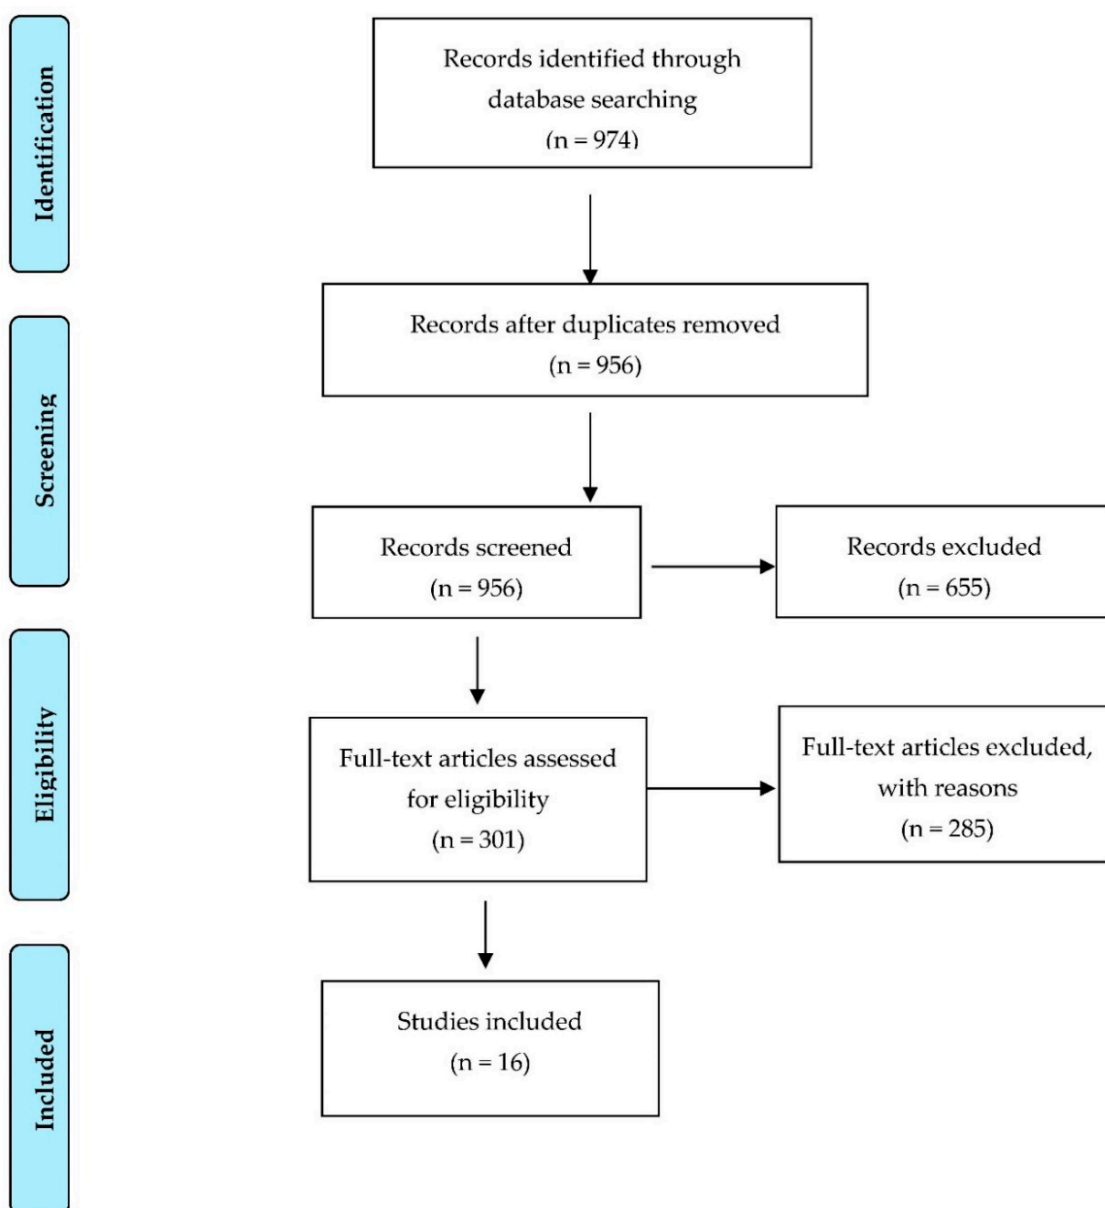 Identification
Records identified through
database searching
(n = 974)
Records after duplicates removed
(n = 956)
Screening
Records screened
(n = 956)
Records excluded
(n = 655)
Eligibility
Full-text articles assessed
for eligibility
(n = 301)
Full-text articles excluded,
with reasons
(n = 285)
Included
Studies included
(n = 16)